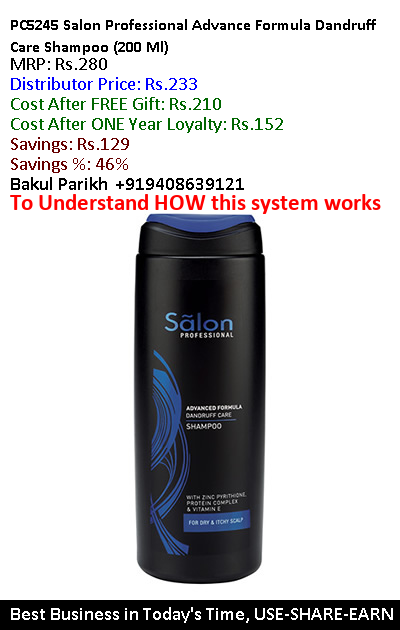 PC5245 Salon Professional Advance Formula Dandruff
Care Shampoo (200 Ml)
MRP: Rs.280
Distributor Price: Rs.233
Cost After FREE Gift: Rs.210
Cost After ONE Year Loyalty: Rs.152
Savings: Rs.129
Savings %: 46%
Bakul Parikh +919408639121
To Understand HOW this system works
Sãlon
PROFESSIONAL
ADVANCED FORMULA
DANDRUFF CARE
SHAMPOO
WITH ZINC PYRITHIONE,
PROTEIN COMPLEX
& VITAMIN E
FOR DRY & ITCHY SCALP
Best Business in Today's Time, USE-SHARE-EARN